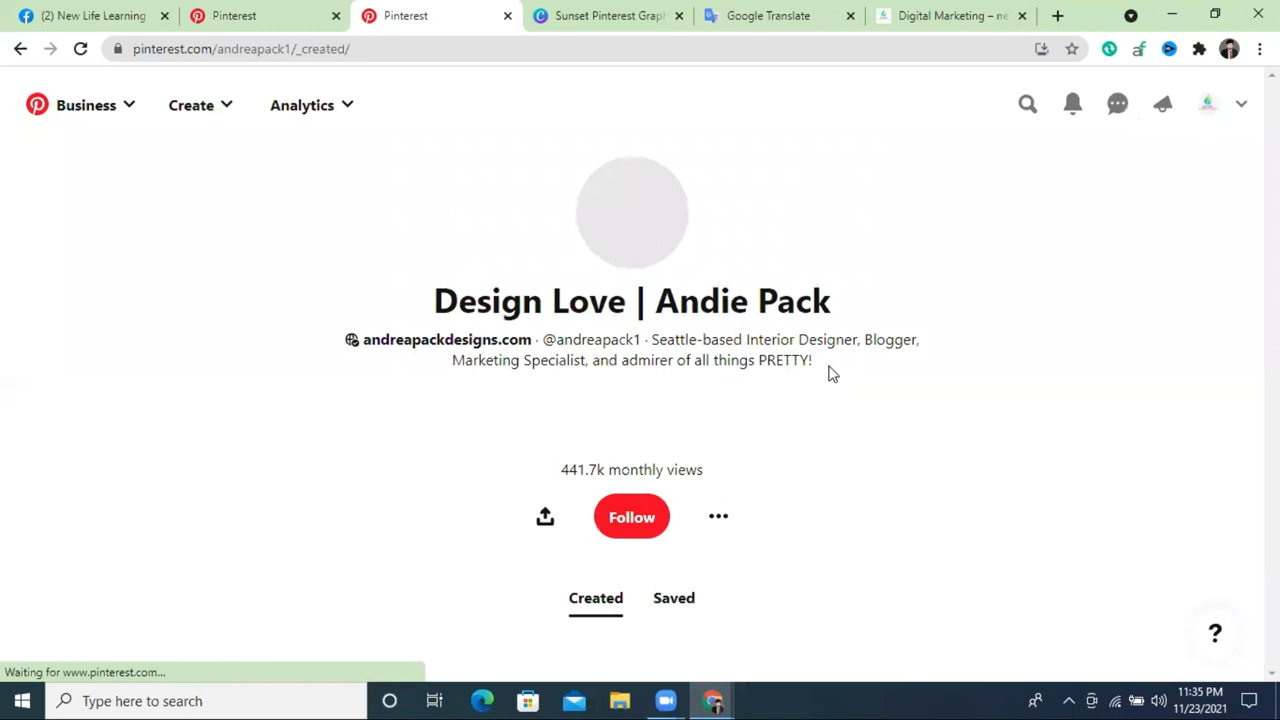 (2) New Life Learning
Pinterest
Pinterest
Sunset Pinterest Grap
Google Translate
Digital Marketing – ne
pinterest.com/andreapack1/_created/
Business
Create
Analytics
Design Love | Andie Pack
andreapackdesigns.com · @andreapack1 · Seattle-based Interior Designer, Blogger,
Marketing Specialist, and admirer of all things PRETTY!
441.7k monthly views
Follow
Created
Saved
?
Waiting for www.pinterest.com...
Type here to search
11:35 PM
11/23/2021